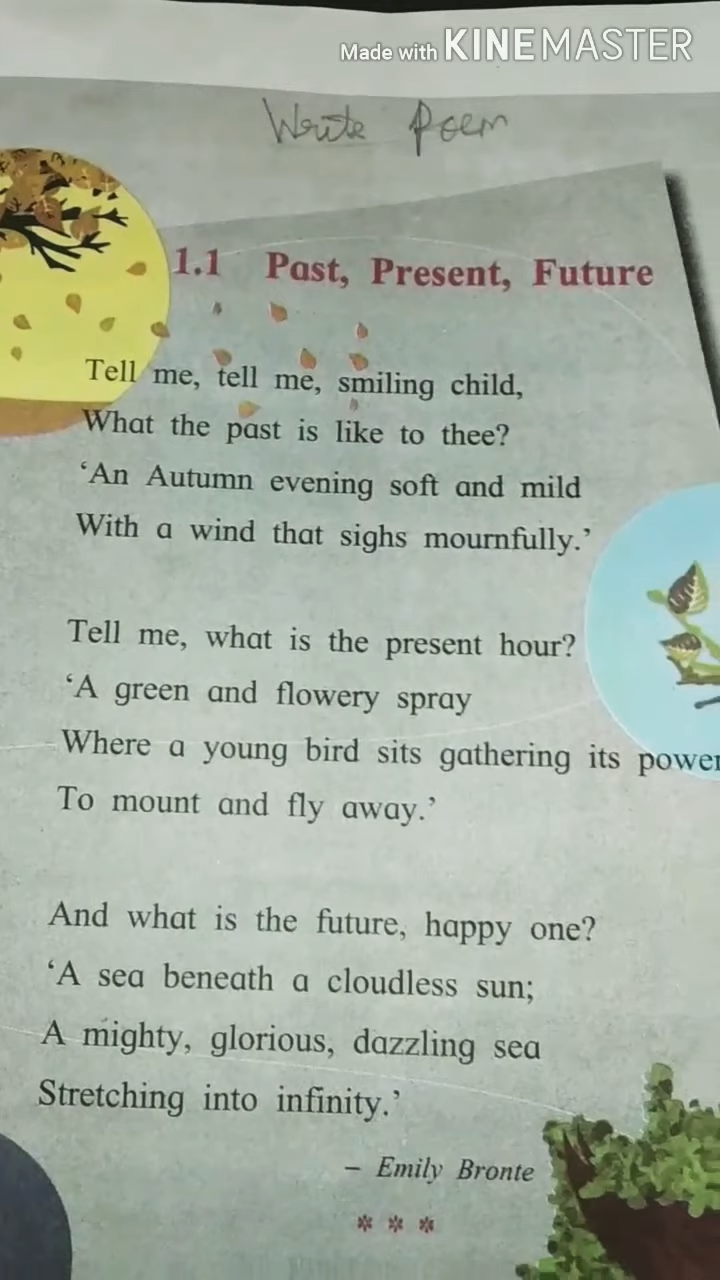 Made with KINEMASTER
Write Poem
1.1 Past, Present, Future
Tell me, tell me, smiling child,
What the past is like to thee?
‘An Autumn evening soft and mild
With a wind that sighs mournfully.’
Tell me, what is the present hour?
‘A green and flowery spray
Where a young bird sits gathering its power
To mount and fly away.’
And what is the future, happy one?
‘A sea beneath a cloudless sun;
A mighty, glorious, dazzling sea
Stretching into infinity.’
– Emily Bronte
* * *